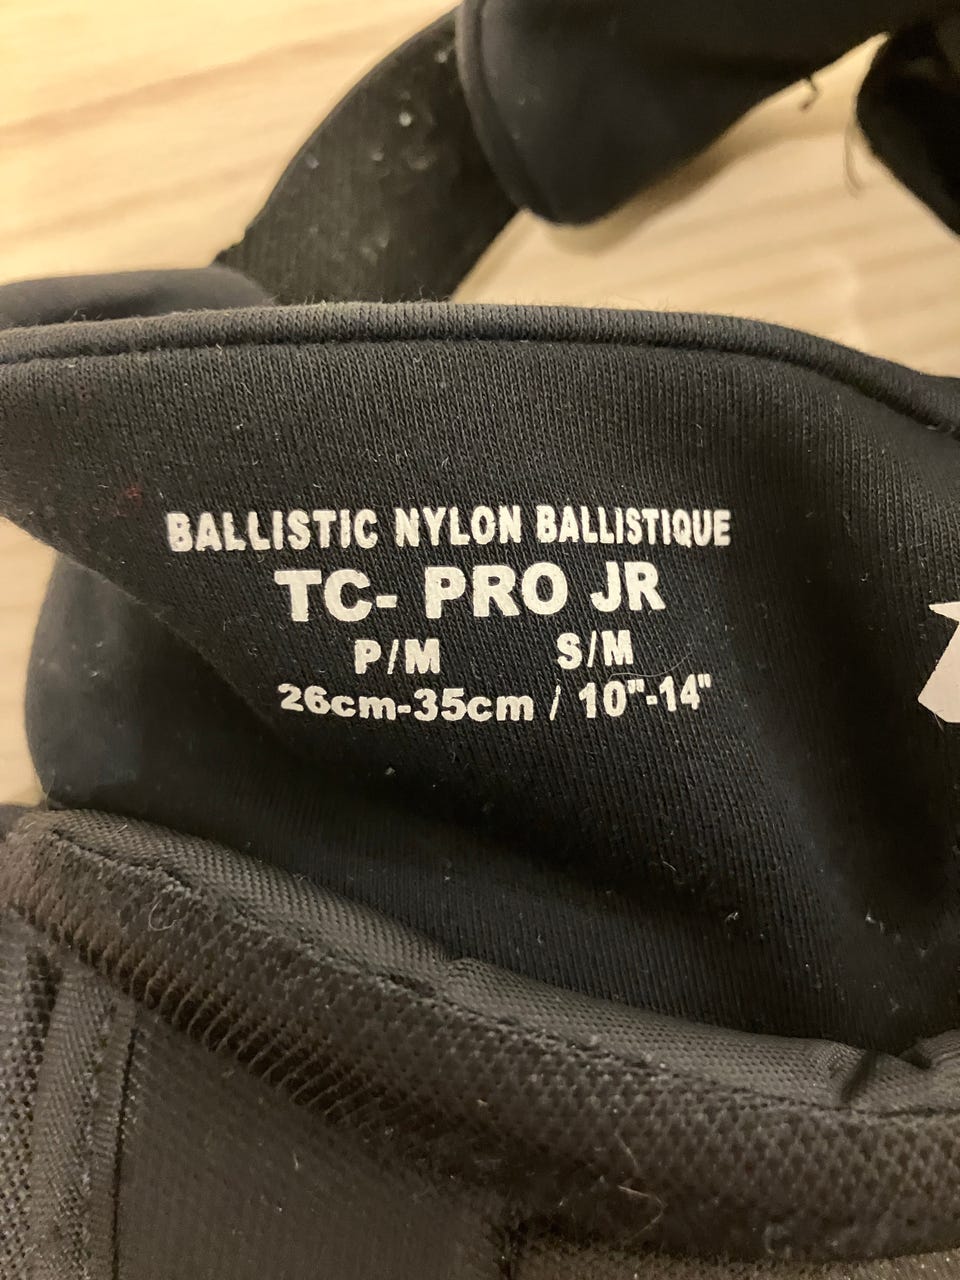 BALLISTIC NYLON BALLISTIQUE
TC- PRO JR
P/M S/M
26cm-35cm / 10"-14"